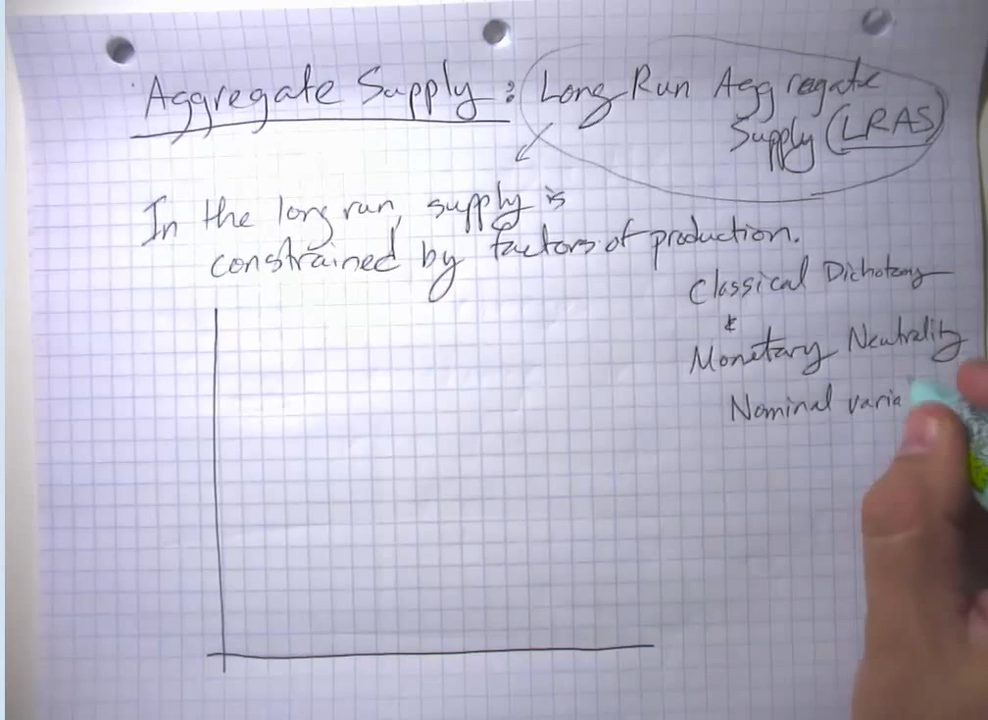 Aggregate Supply: Long Run Aggregate
Supply (LRAS)
In the long run, supply is
constrained by factors of production.
Classical Dichotomy
&
Monetary Neutrality
Nominal varia